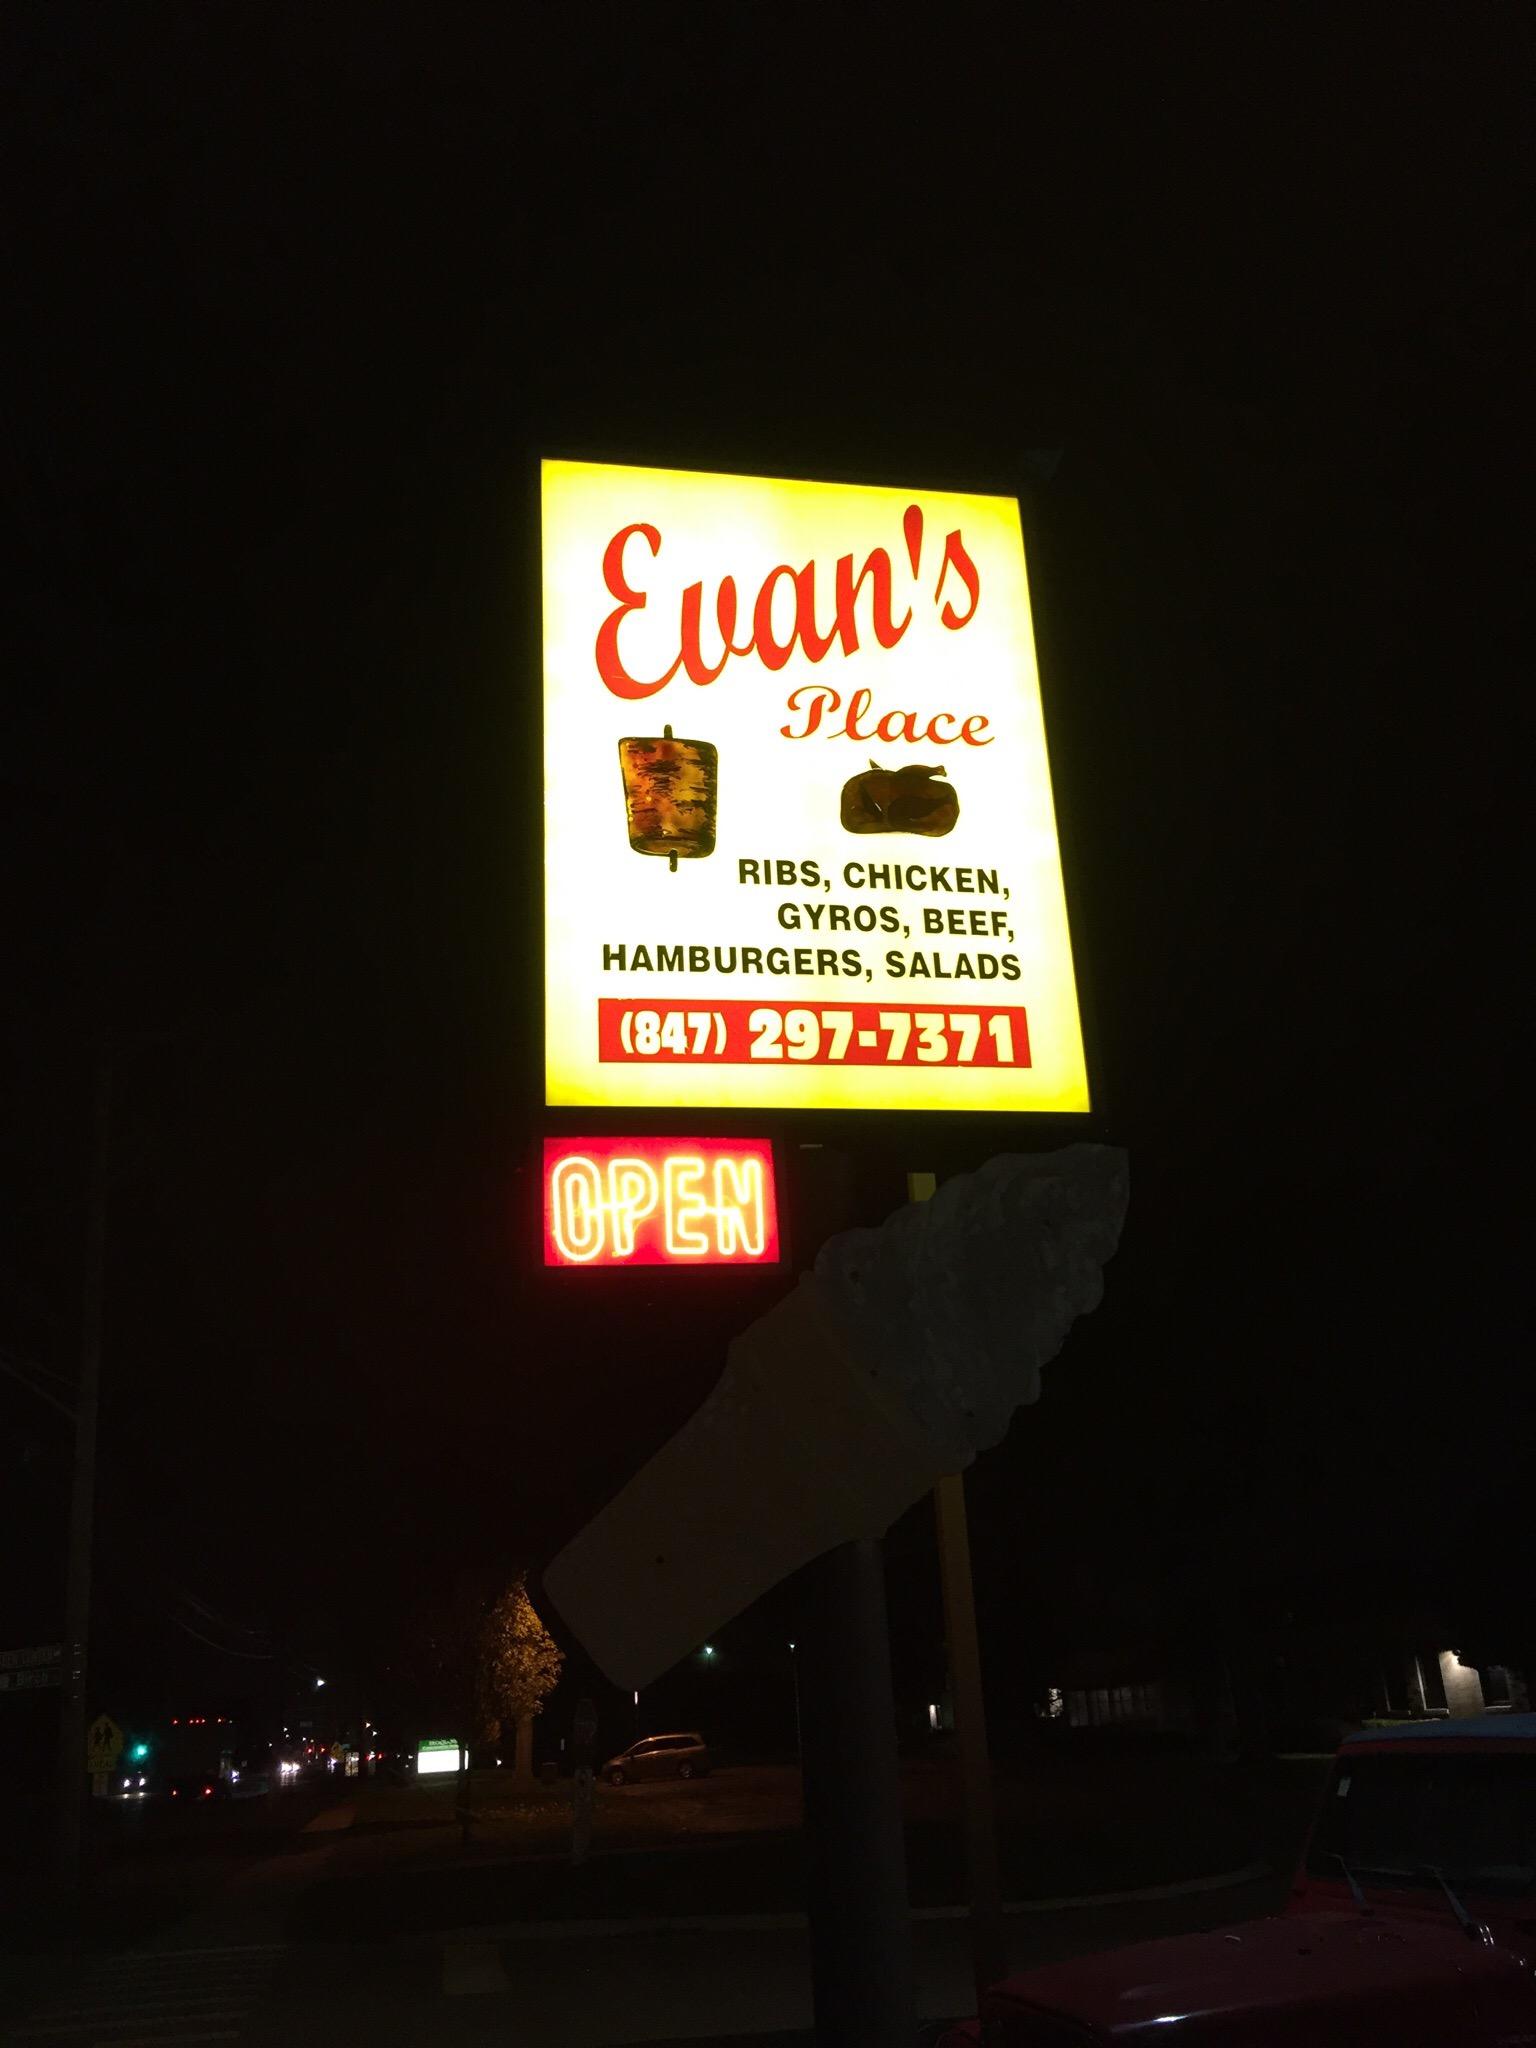 Evan's
Place
RIBS, CHICKEN,
GYROS, BEEF,
HAMBURGERS, SALADS
(847) 297-7371
OPEN